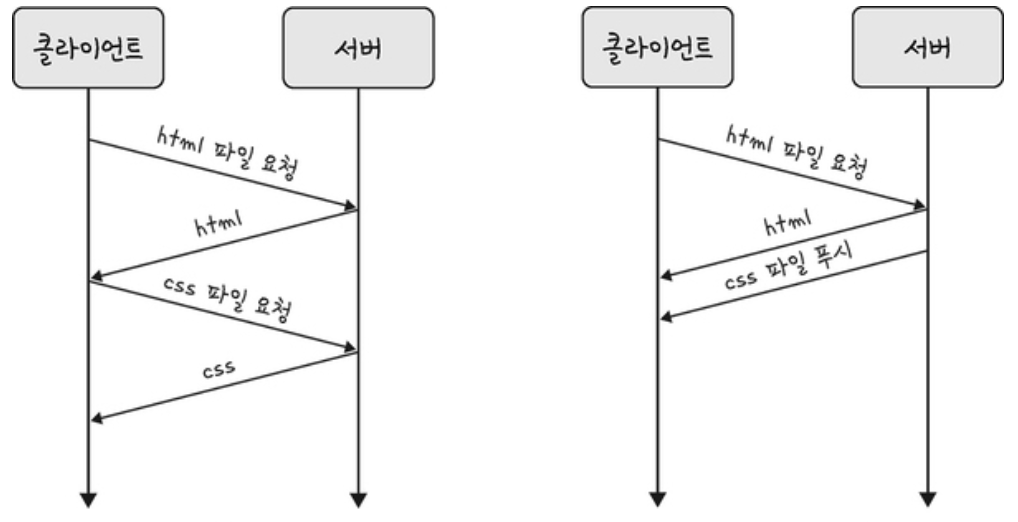 클라이언트
서버
html 파일 요청
html
css 파일 요청
css
클라이언트
서버
html 파일 요청
html
css 파일 푸시